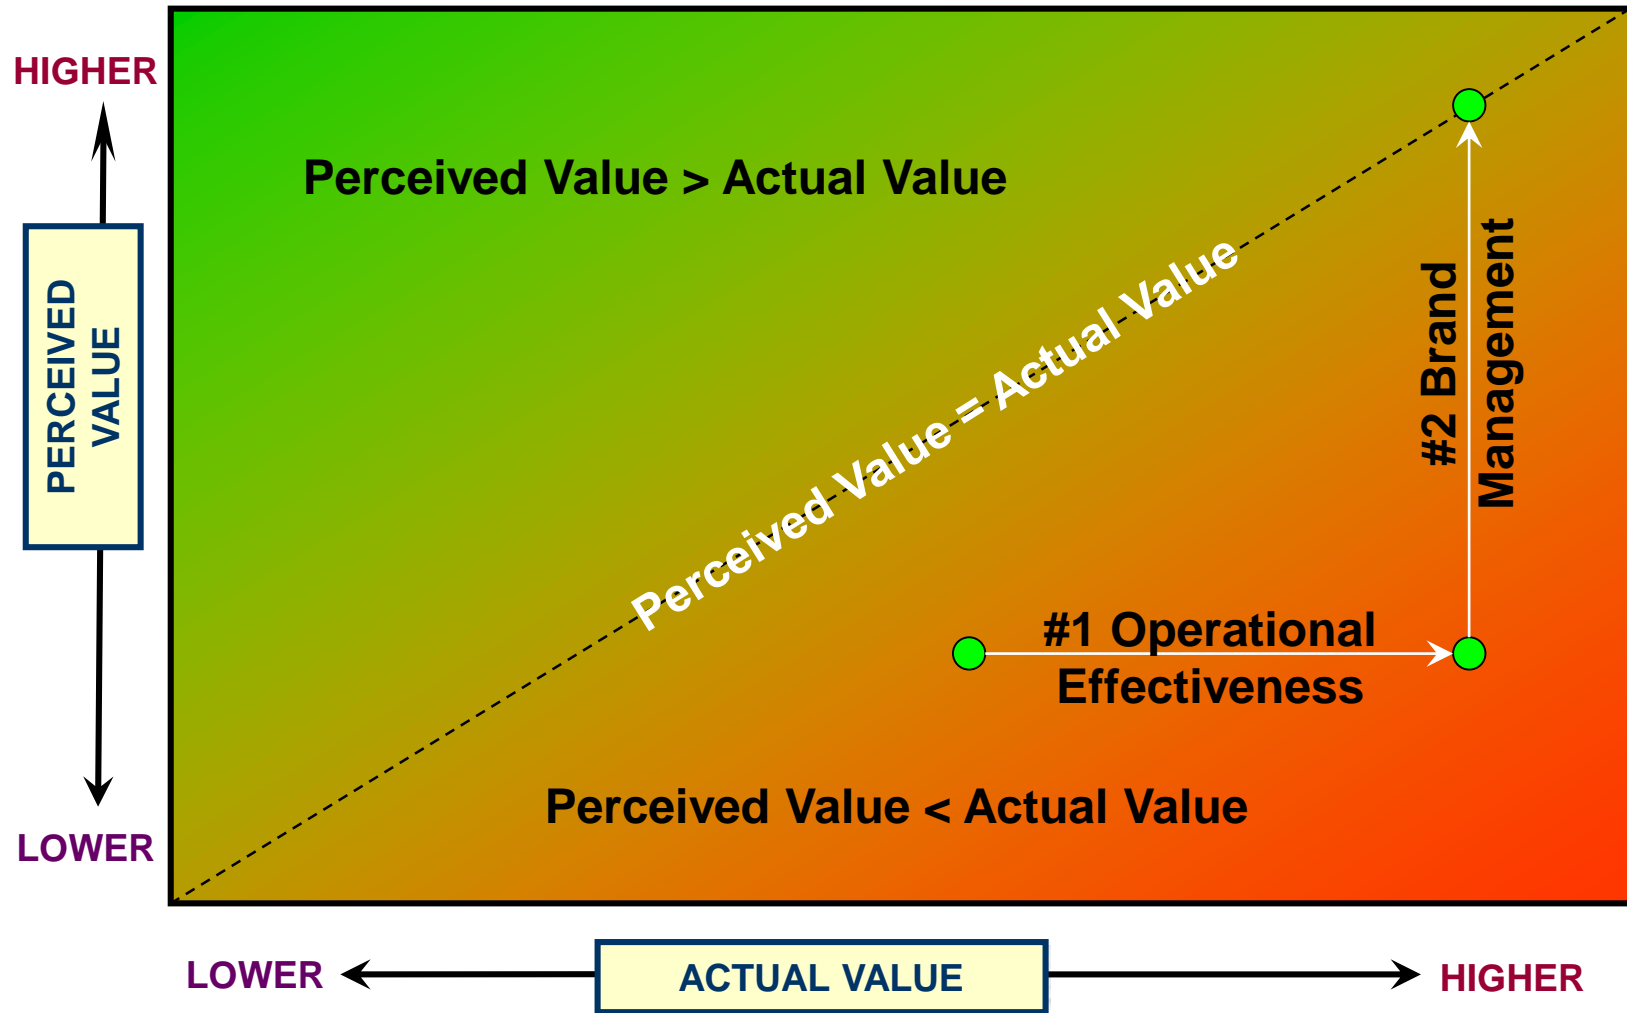 HIGHER
PERCEIVED
VALUE
LOWER
Perceived Value > Actual Value
Perceived Value = Actual Value
#2 Brand
Management
#1 Operational
Effectiveness
Perceived Value < Actual Value
LOWER
ACTUAL VALUE
HIGHER